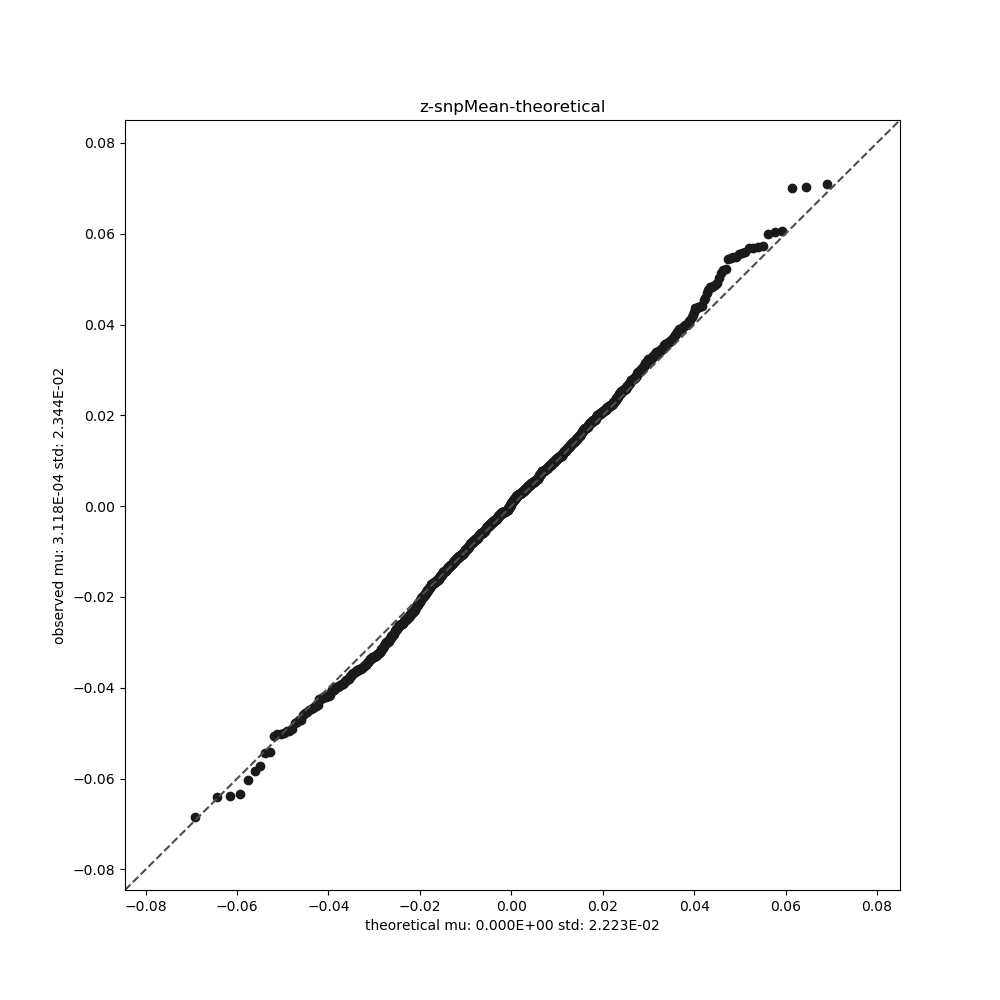 z-snpMean-theoretical
0.08
0.06
0.04
0.02
0.00
−0.02
−0.04
−0.06
−0.08
observed mu: 3.118E-04 std: 2.344E-02
−0.08 −0.06 −0.04 −0.02 0.00 0.02 0.04 0.06 0.08
theoretical mu: 0.000E+00 std: 2.223E-02